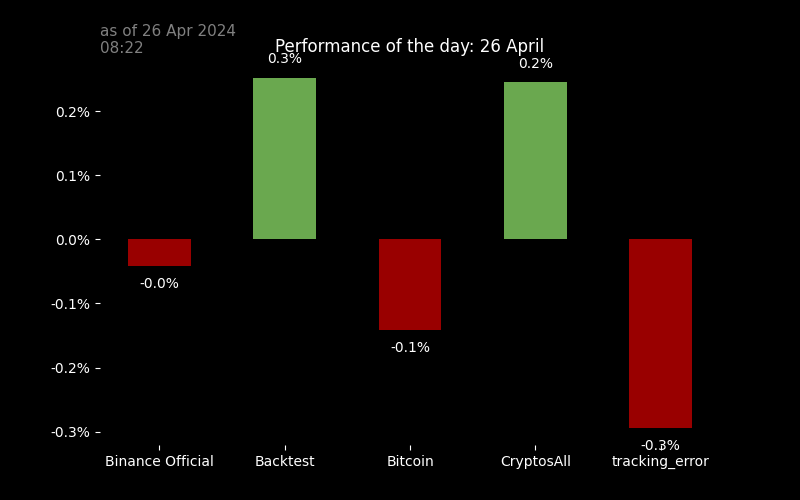 as of 26 Apr 2024
08:22
Performance of the day: 26 April
0.3%
0.2%
0.2%
0.1%
0.0%
-0.0%
-0.1%
-0.1%
-0.2%
-0.3%
-0.3%
Binance Official
Backtest
Bitcoin
CryptosAll
tracking_error